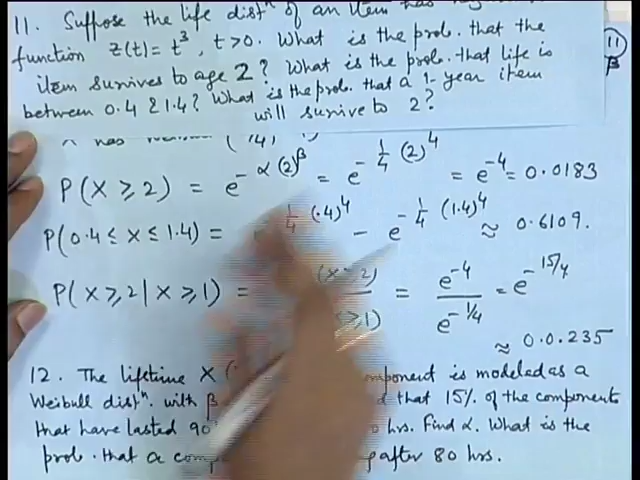 11. Suppose the life distⁿ of an item has
function z(t) = t³, t>0. What is the prob. that the
item survives to age 2? What is the prob. that life is
between 0.4 & 1.4? What is the prob. that a 1-year item
will surive to 2?
11
β
P(X ≥ 2) = e^{-α(2)^β} = e^{-1/4 (2)^4} = e^{-4} = 0.0183
P(0.4 ≤ X ≤ 1.4) = 1/4 (.4)^4 - e^{-1/4 (1.4)^4} ≈ 0.6109.
P(X ≥ 2 | X ≥ 1) = = e^{-4} / e^{-1/4} = e^{-15/4}
≈ 0.0.235
12. The lifetime X component is modeled as a
Weibull distⁿ. with β that 15% of the components
that have lasted 90 hrs. Find α. What is the
prob. that a after 80 hrs.